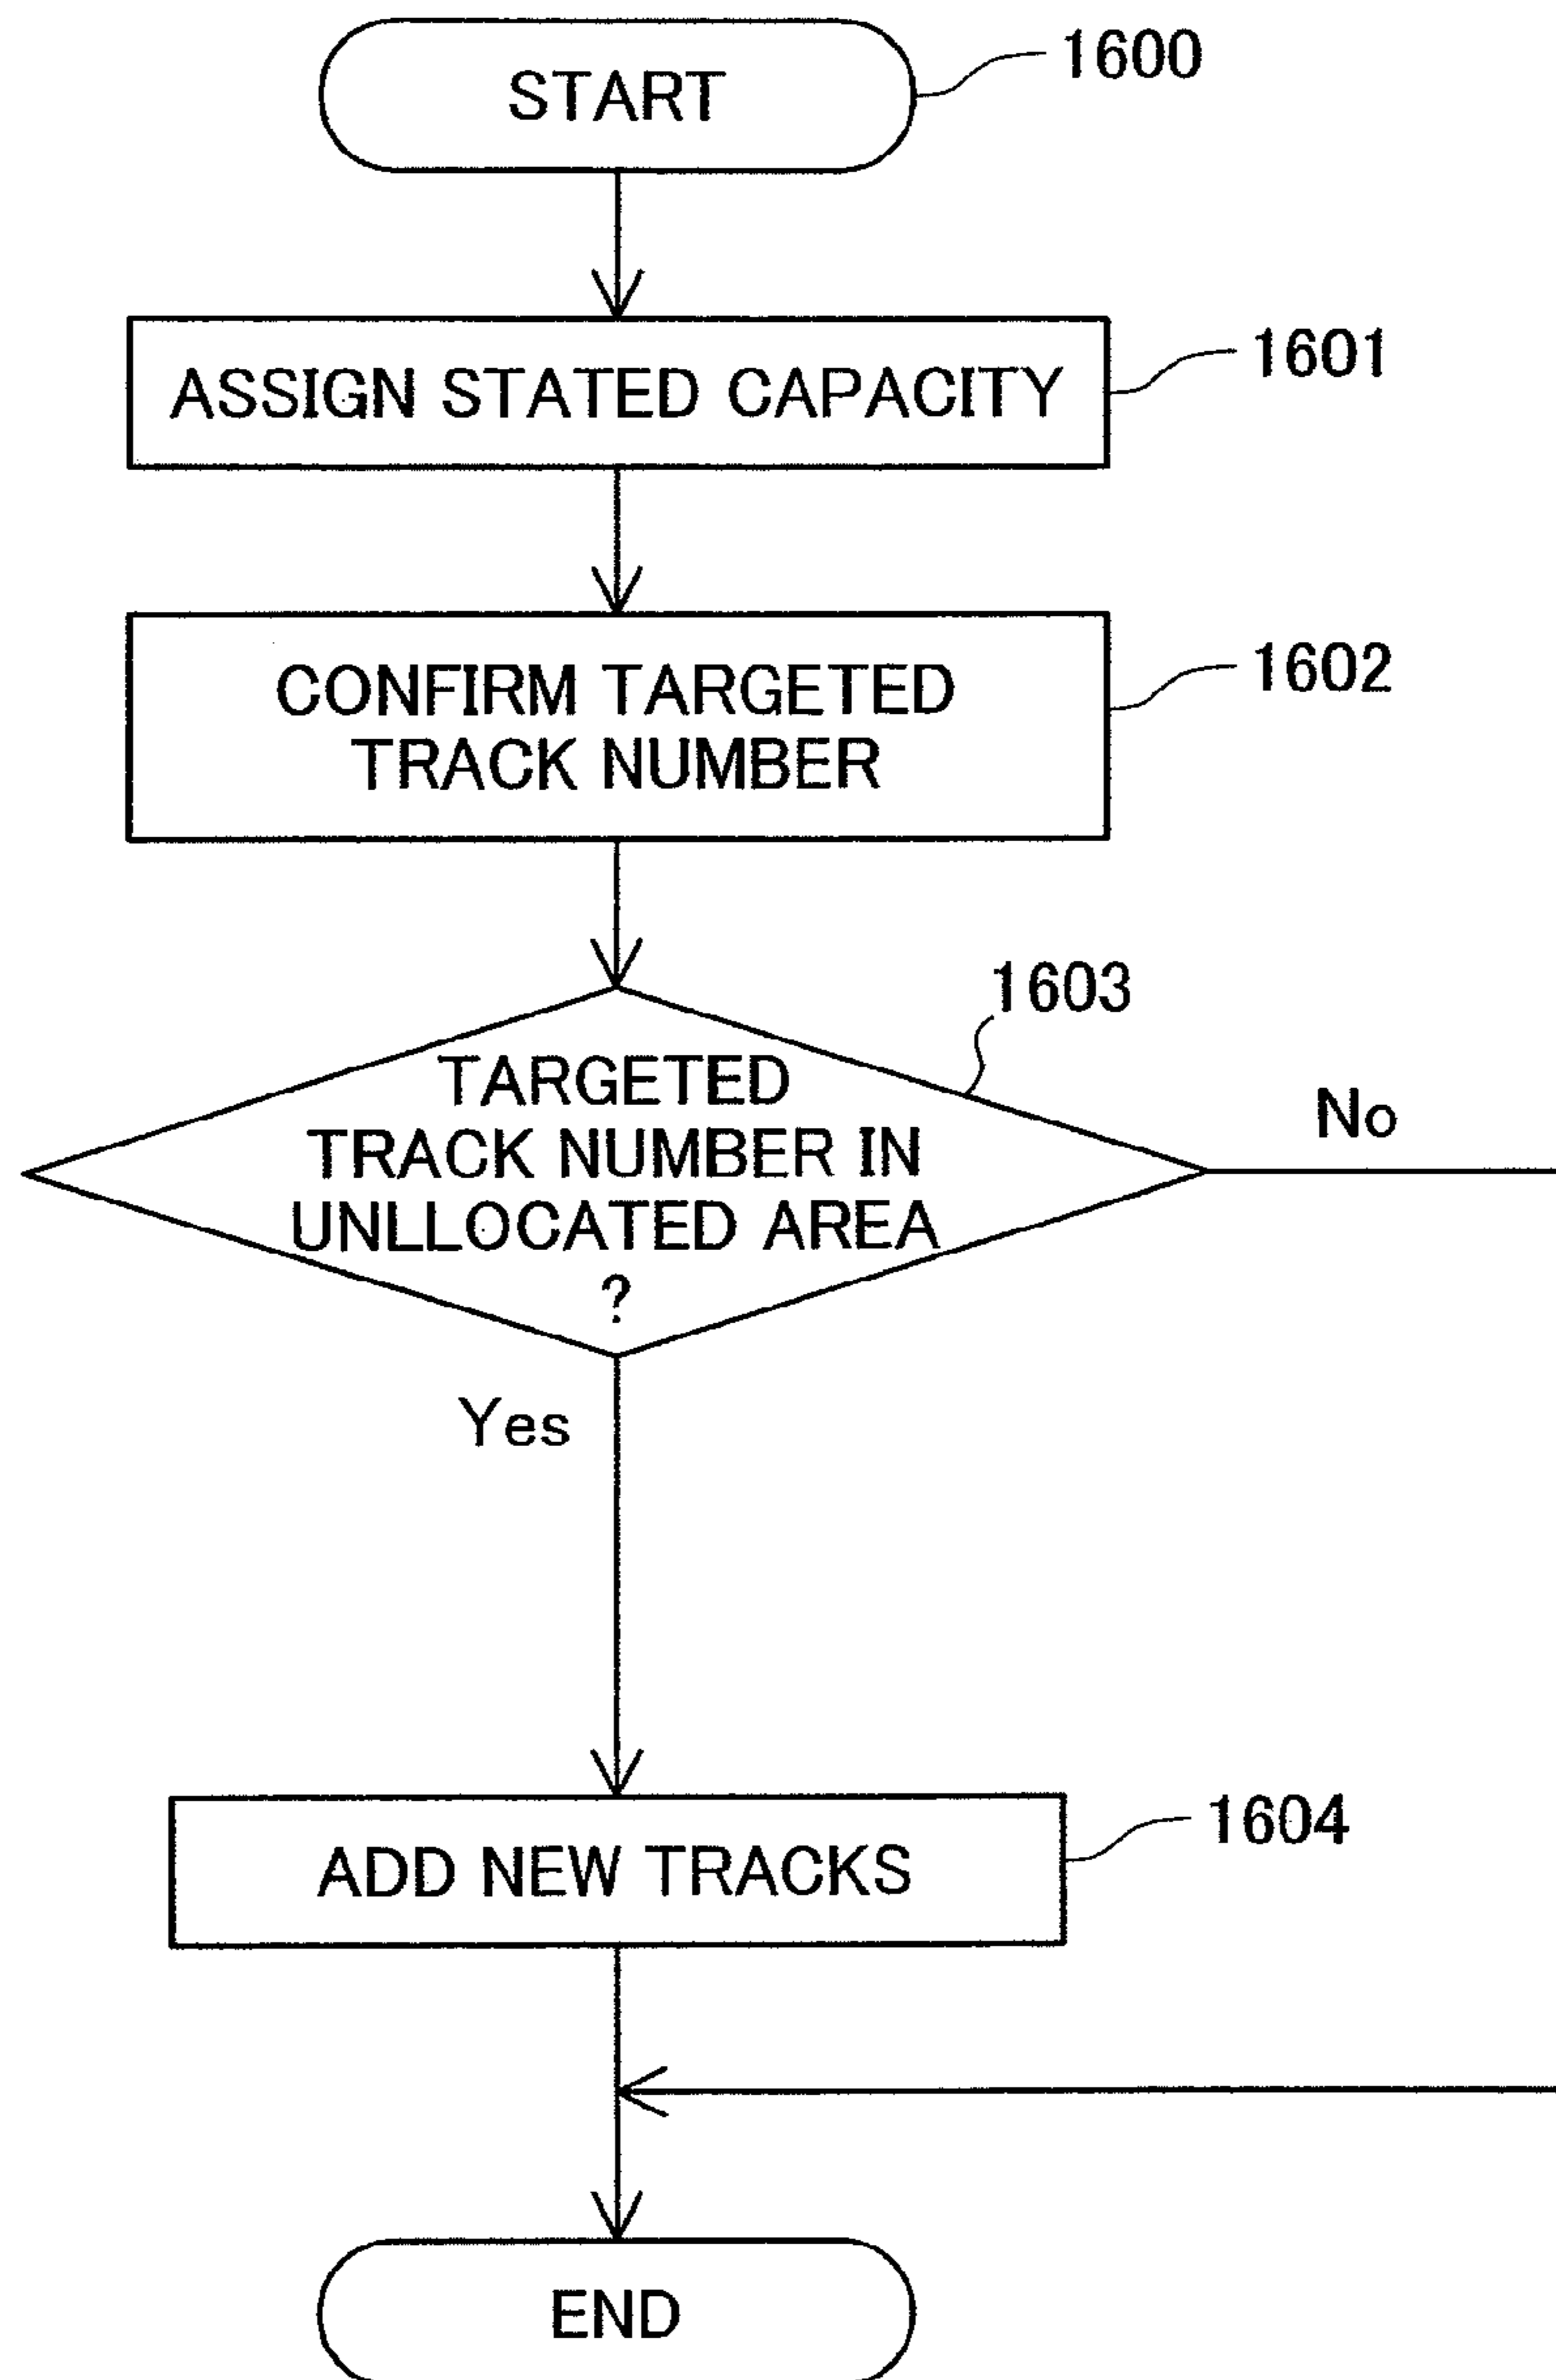 START
1600
ASSIGN STATED CAPACITY
1601
CONFIRM TARGETED
TRACK NUMBER
1602
1603
TARGETED
TRACK NUMBER IN
UNLLOCATED AREA
?
No
Yes
ADD NEW TRACKS
1604
END